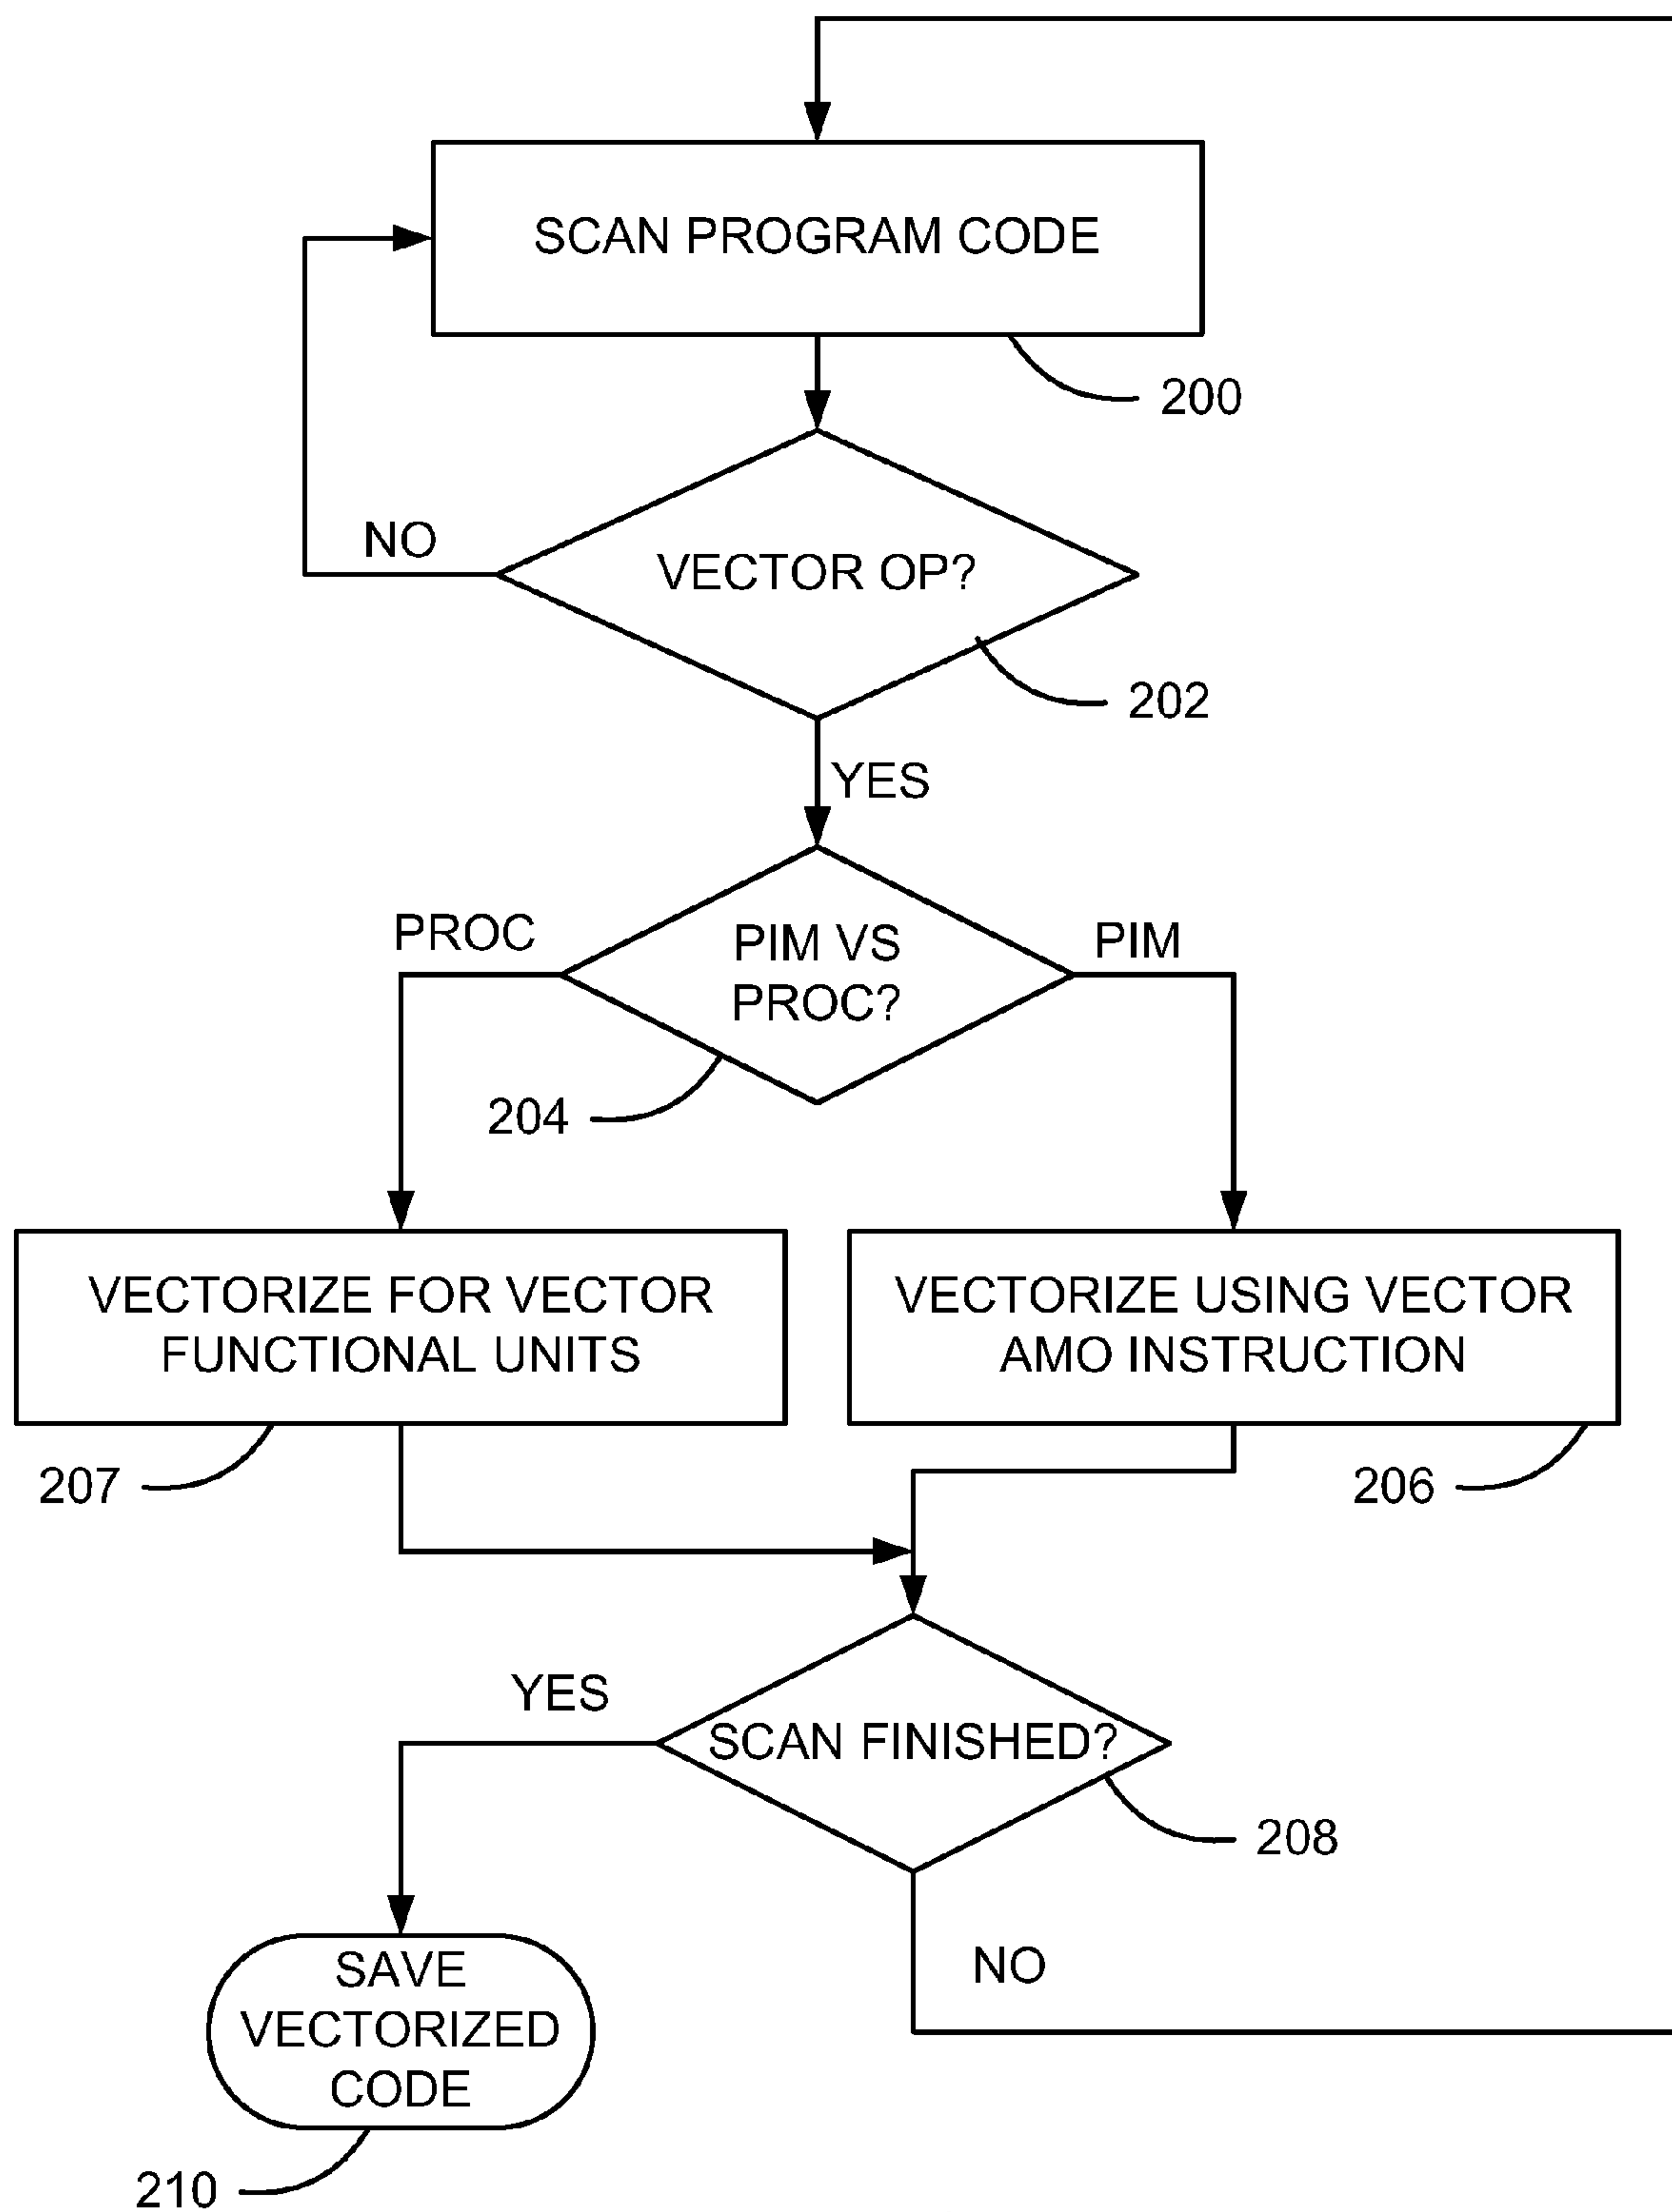 SCAN PROGRAM CODE
200
NO
VECTOR OP?
202
YES
PROC
PIM VS
PROC?
PIM
204
VECTORIZE FOR VECTOR
FUNCTIONAL UNITS
VECTORIZE USING VECTOR
AMO INSTRUCTION
207
206
YES
SCAN FINISHED?
208
NO
SAVE
VECTORIZED
CODE
210